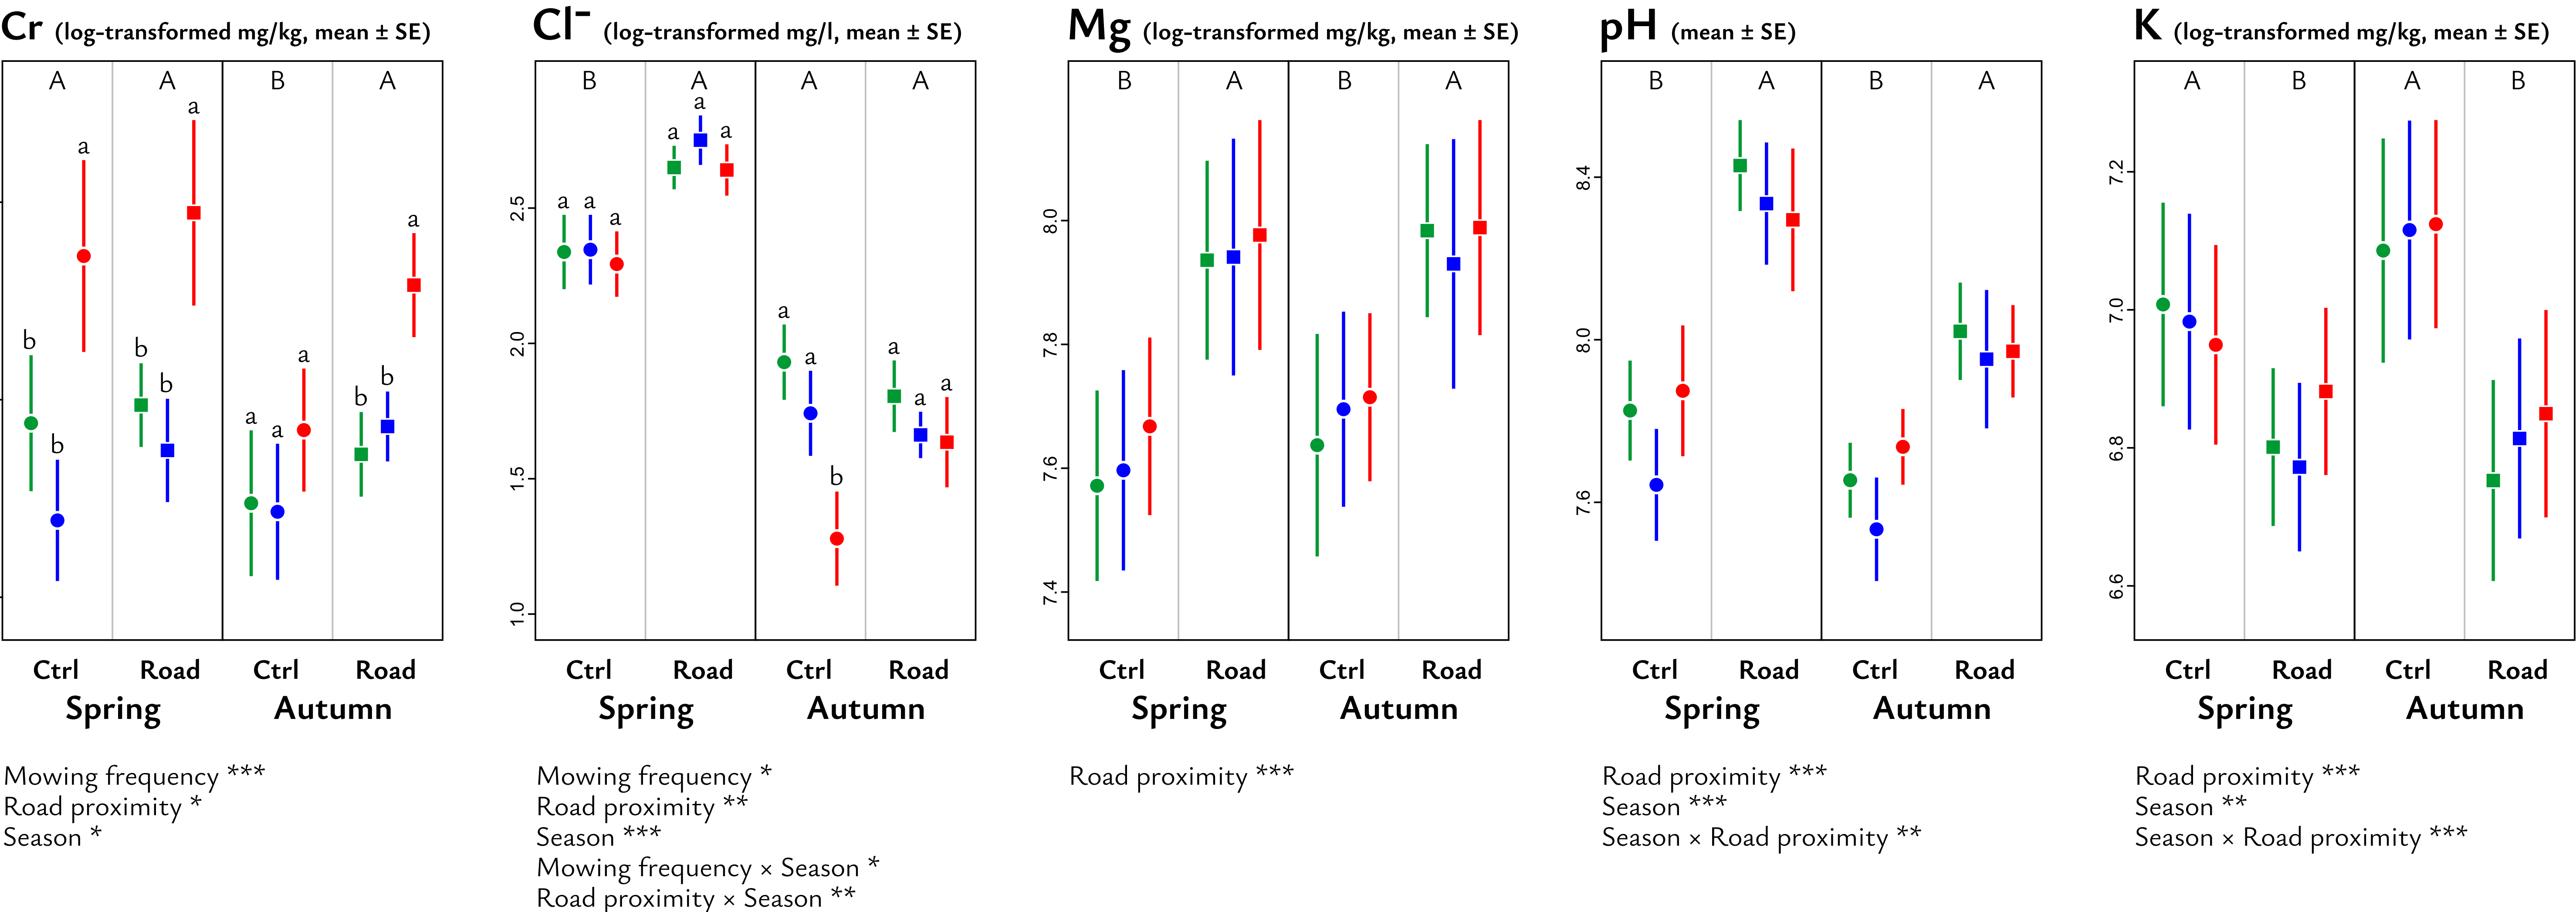 Cr (log-transformed mg/kg, mean ± SE)
A A B A
a
b
b
a
b
b
a
a
a
b
b
a
Ctrl Road Ctrl Road
Spring Autumn
Mowing frequency ***
Road proximity *
Season *
Cl⁻ (log-transformed mg/l, mean ± SE)
B A A A
2.5
2.0
1.5
1.0
a a a
a a a
a a b
a a a
Ctrl Road Ctrl Road
Spring Autumn
Mowing frequency *
Road proximity **
Season ***
Mowing frequency × Season *
Road proximity × Season **
Mg (log-transformed mg/kg, mean ± SE)
B A B A
8.0
7.8
7.6
7.4
Ctrl Road Ctrl Road
Spring Autumn
Road proximity ***
pH (mean ± SE)
B A B A
8.4
8.0
7.6
Ctrl Road Ctrl Road
Spring Autumn
Road proximity ***
Season ***
Season × Road proximity **
K (log-transformed mg/kg, mean ± SE)
A B A B
7.2
7.0
6.8
6.6
Ctrl Road Ctrl Road
Spring Autumn
Road proximity ***
Season **
Season × Road proximity ***